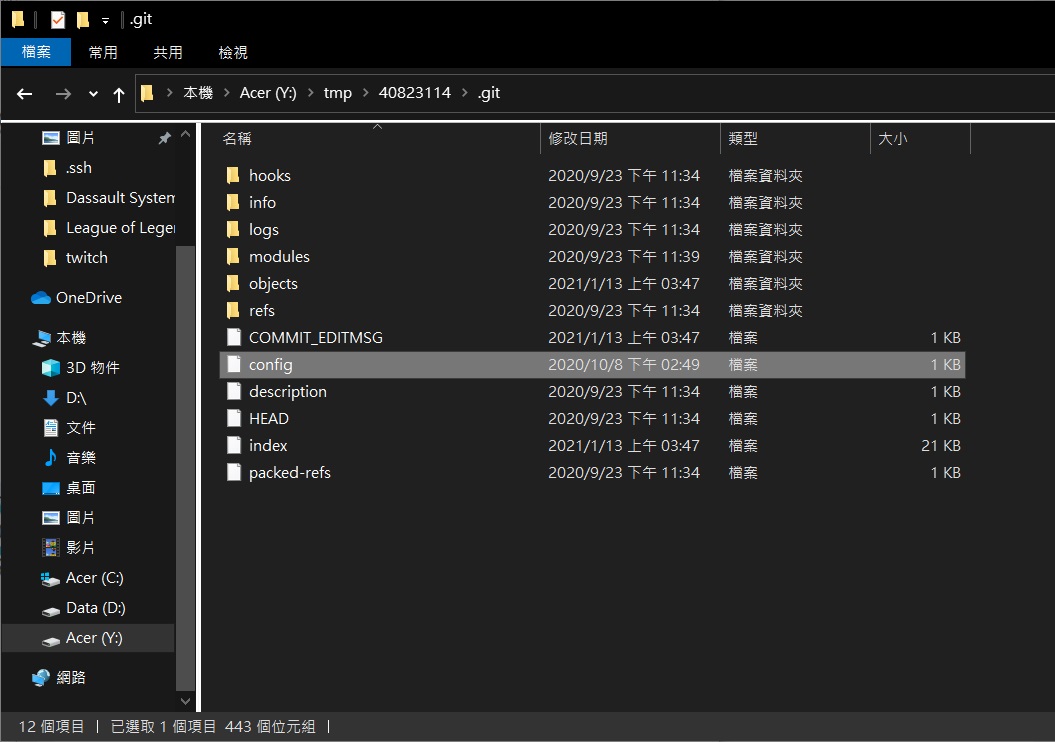 .git
檔案 常用 共用 檢視
本機 Acer (Y:) tmp 40823114 .git
圖片
.ssh
Dassault System
League of Leger
twitch
OneDrive
本機
3D 物件
D:\
文件
音樂
桌面
圖片
影片
Acer (C:)
Data (D:)
Acer (Y:)
網路
名稱 修改日期 類型 大小
hooks 2020/9/23 下午 11:34 檔案資料夾
info 2020/9/23 下午 11:34 檔案資料夾
logs 2020/9/23 下午 11:34 檔案資料夾
modules 2020/9/23 下午 11:39 檔案資料夾
objects 2021/1/13 上午 03:47 檔案資料夾
refs 2020/9/23 下午 11:34 檔案資料夾
COMMIT_EDITMSG 2021/1/13 上午 03:47 檔案 1 KB
config 2020/10/8 下午 02:49 檔案 1 KB
description 2020/9/23 下午 11:34 檔案 1 KB
HEAD 2020/9/23 下午 11:34 檔案 1 KB
index 2021/1/13 上午 03:47 檔案 21 KB
packed-refs 2020/9/23 下午 11:34 檔案 1 KB
12 個項目 已選取 1 個項目 443 個位元組